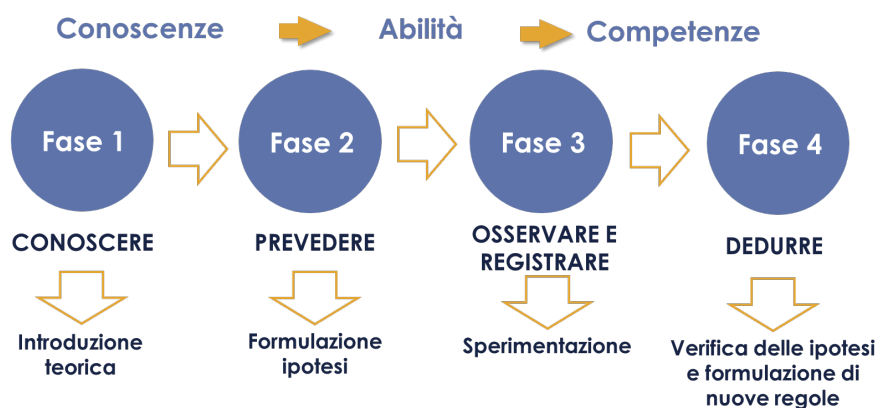 Conoscenze
Abilità
Competenze
Fase 1
Fase 2
Fase 3
Fase 4
CONOSCERE
PREVEDERE
OSSERVARE E
REGISTRARE
DEDURRE
Introduzione
teorica
Formulazione
ipotesi
Sperimentazione
Verifica delle ipotesi
e formulazione di
nuove regole